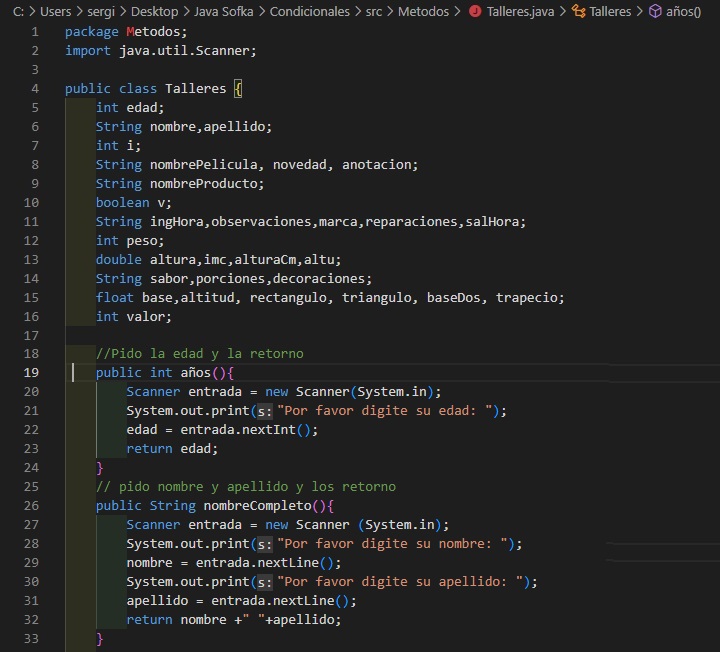 C: > Users > sergi > Desktop > Java Sofka > Condicionales > src > Metodos > Talleres.java > Talleres > años()
1 package Metodos;
2 import java.util.Scanner;
3
4 public class Talleres {
5 int edad;
6 String nombre,apellido;
7 int i;
8 String nombrePelicula, novedad, anotacion;
9 String nombreProducto;
10 boolean v;
11 String ingHora,observaciones,marca,reparaciones,salHora;
12 int peso;
13 double altura,imc,alturaCm,altu;
14 String sabor,porciones,decoraciones;
15 float base,altitud, rectangulo, triangulo, baseDos, trapecio;
16 int valor;
17
18 //Pido la edad y la retorno
19 public int años(){
20 Scanner entrada = new Scanner(System.in);
21 System.out.print(s:"Por favor digite su edad: ");
22 edad = entrada.nextInt();
23 return edad;
24 }
25 // pido nombre y apellido y los retorno
26 public String nombreCompleto(){
27 Scanner entrada = new Scanner (System.in);
28 System.out.print(s:"Por favor digite su nombre: ");
29 nombre = entrada.nextLine();
30 System.out.print(s:"Por favor digite su apellido: ");
31 apellido = entrada.nextLine();
32 return nombre +" "+apellido;
33 }